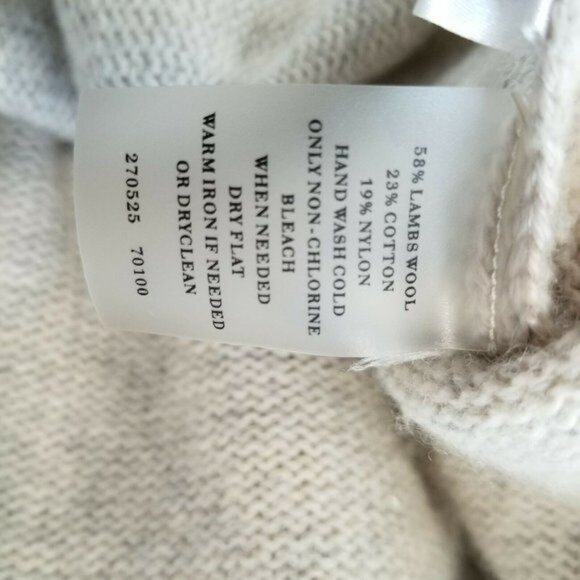 58% LAMBS WOOL
23% COTTON
19% NYLON
HAND WASH COLD
ONLY NON-CHLORINE
BLEACH
WHEN NEEDED
DRY FLAT
WARM IRON IF NEEDED
OR DRYCLEAN
270525 70100